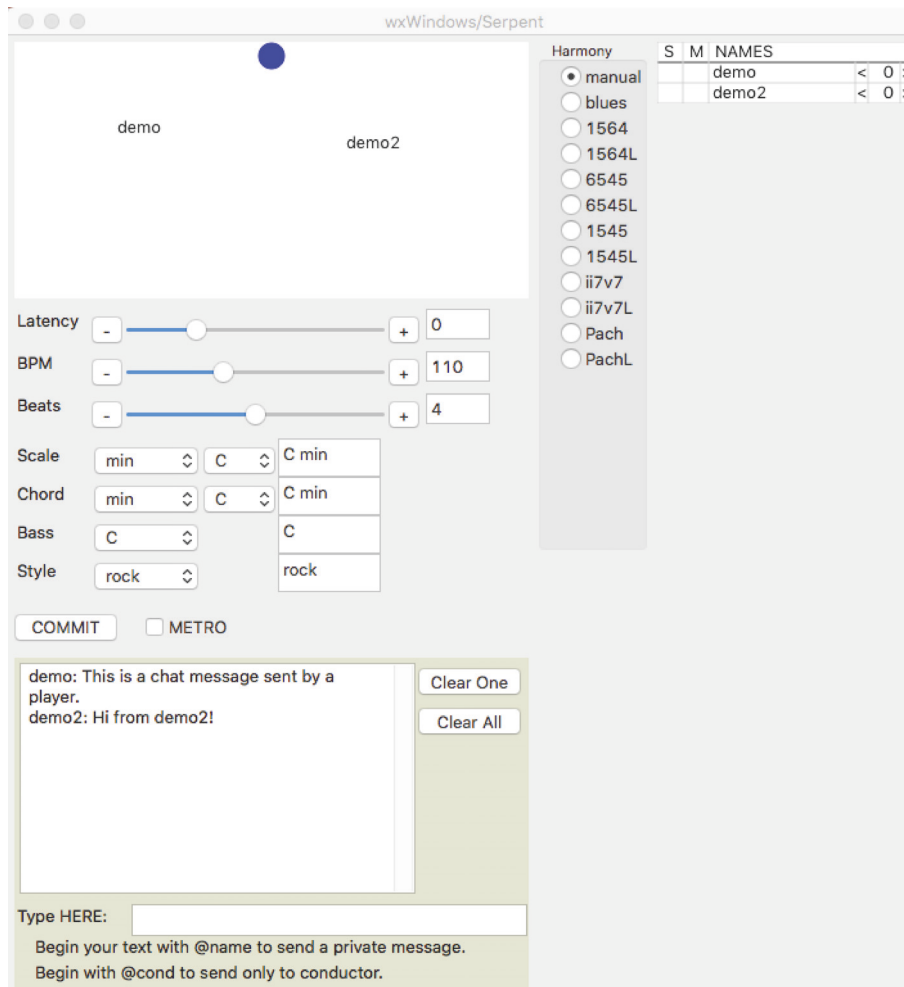 wxWindows/Serpent
demo
demo2
Harmony
manual
blues
1564
1564L
6545
6545L
1545
1545L
ii7v7
ii7v7L
Pach
PachL
S M NAMES
demo < 0
demo2 < 0
Latency - + 0
BPM - + 110
Beats - + 4
Scale min C C min
Chord min C C min
Bass C C
Style rock rock
COMMIT METRO
demo: This is a chat message sent by a
player.
demo2: Hi from demo2!
Clear One
Clear All
Type HERE:
Begin your text with @name to send a private message.
Begin with @cond to send only to conductor.